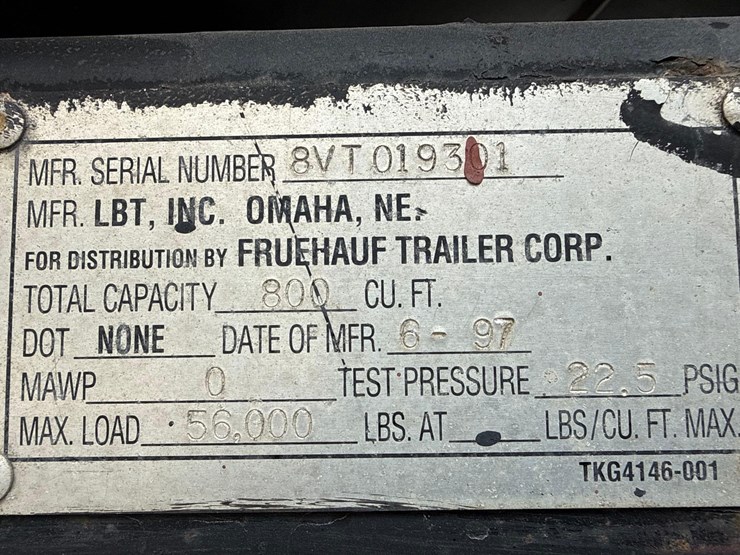 MFR. SERIAL NUMBER 8VT019301
MFR. LBT, INC. OMAHA, NE.
FOR DISTRIBUTION BY FRUEHAUF TRAILER CORP.
TOTAL CAPACITY 800 CU. FT.
DOT NONE DATE OF MFR. 6-97
MAWP 0 TEST PRESSURE 22.5 PSIG
MAX. LOAD 56,000 LBS. AT LBS/CU. FT. MAX.
TKG4146-001